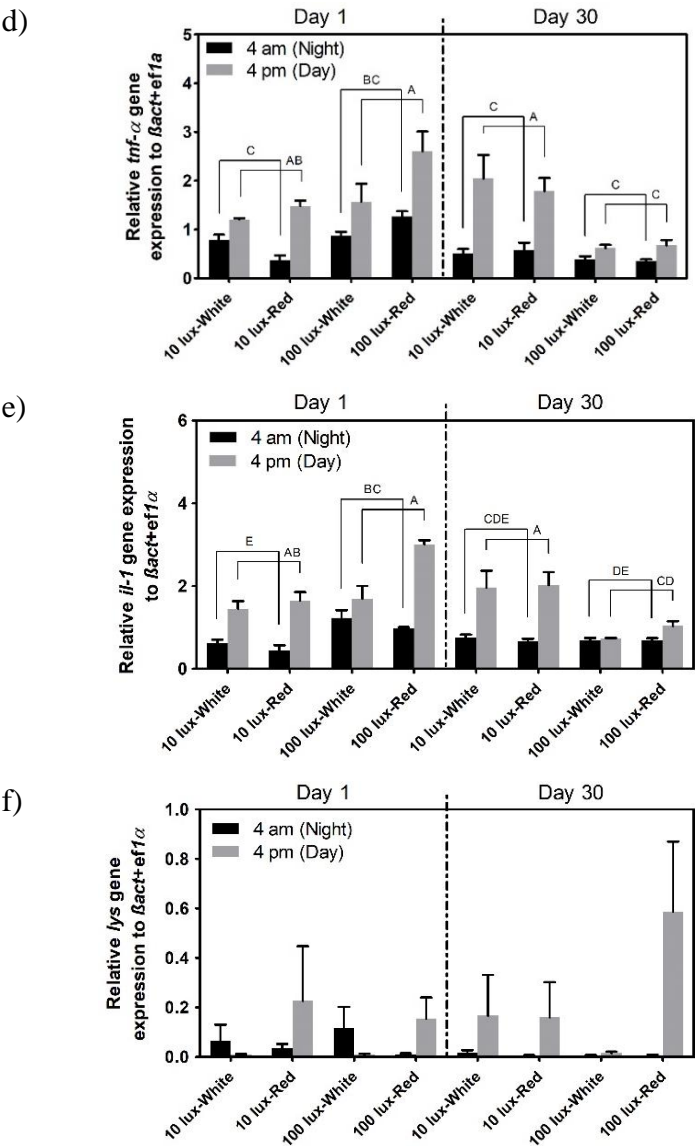 d)
Day 1 Day 30
4 am (Night)
4 pm (Day)
Relative tnf-α gene
expression to ßact+ef1a
5
4
3
2
1
0
C AB BC A C A C C
10 lux-White 10 lux-Red 100 lux-White 100 lux-Red 10 lux-White 10 lux-Red 100 lux-White 100 lux-Red
e)
Day 1 Day 30
4 am (Night)
4 pm (Day)
Relative il-1 gene expression
to ßact+ef1α
6
4
2
0
E AB BC A CDE A DE CD
10 lux-White 10 lux-Red 100 lux-White 100 lux-Red 10 lux-White 10 lux-Red 100 lux-White 100 lux-Red
f)
Day 1 Day 30
4 am (Night)
4 pm (Day)
Relative lys gene
expression to ßact+ef1α
1.0
0.8
0.6
0.4
0.2
0.0
10 lux-White 10 lux-Red 100 lux-White 100 lux-Red 10 lux-White 10 lux-Red 100 lux-White 100 lux-Red